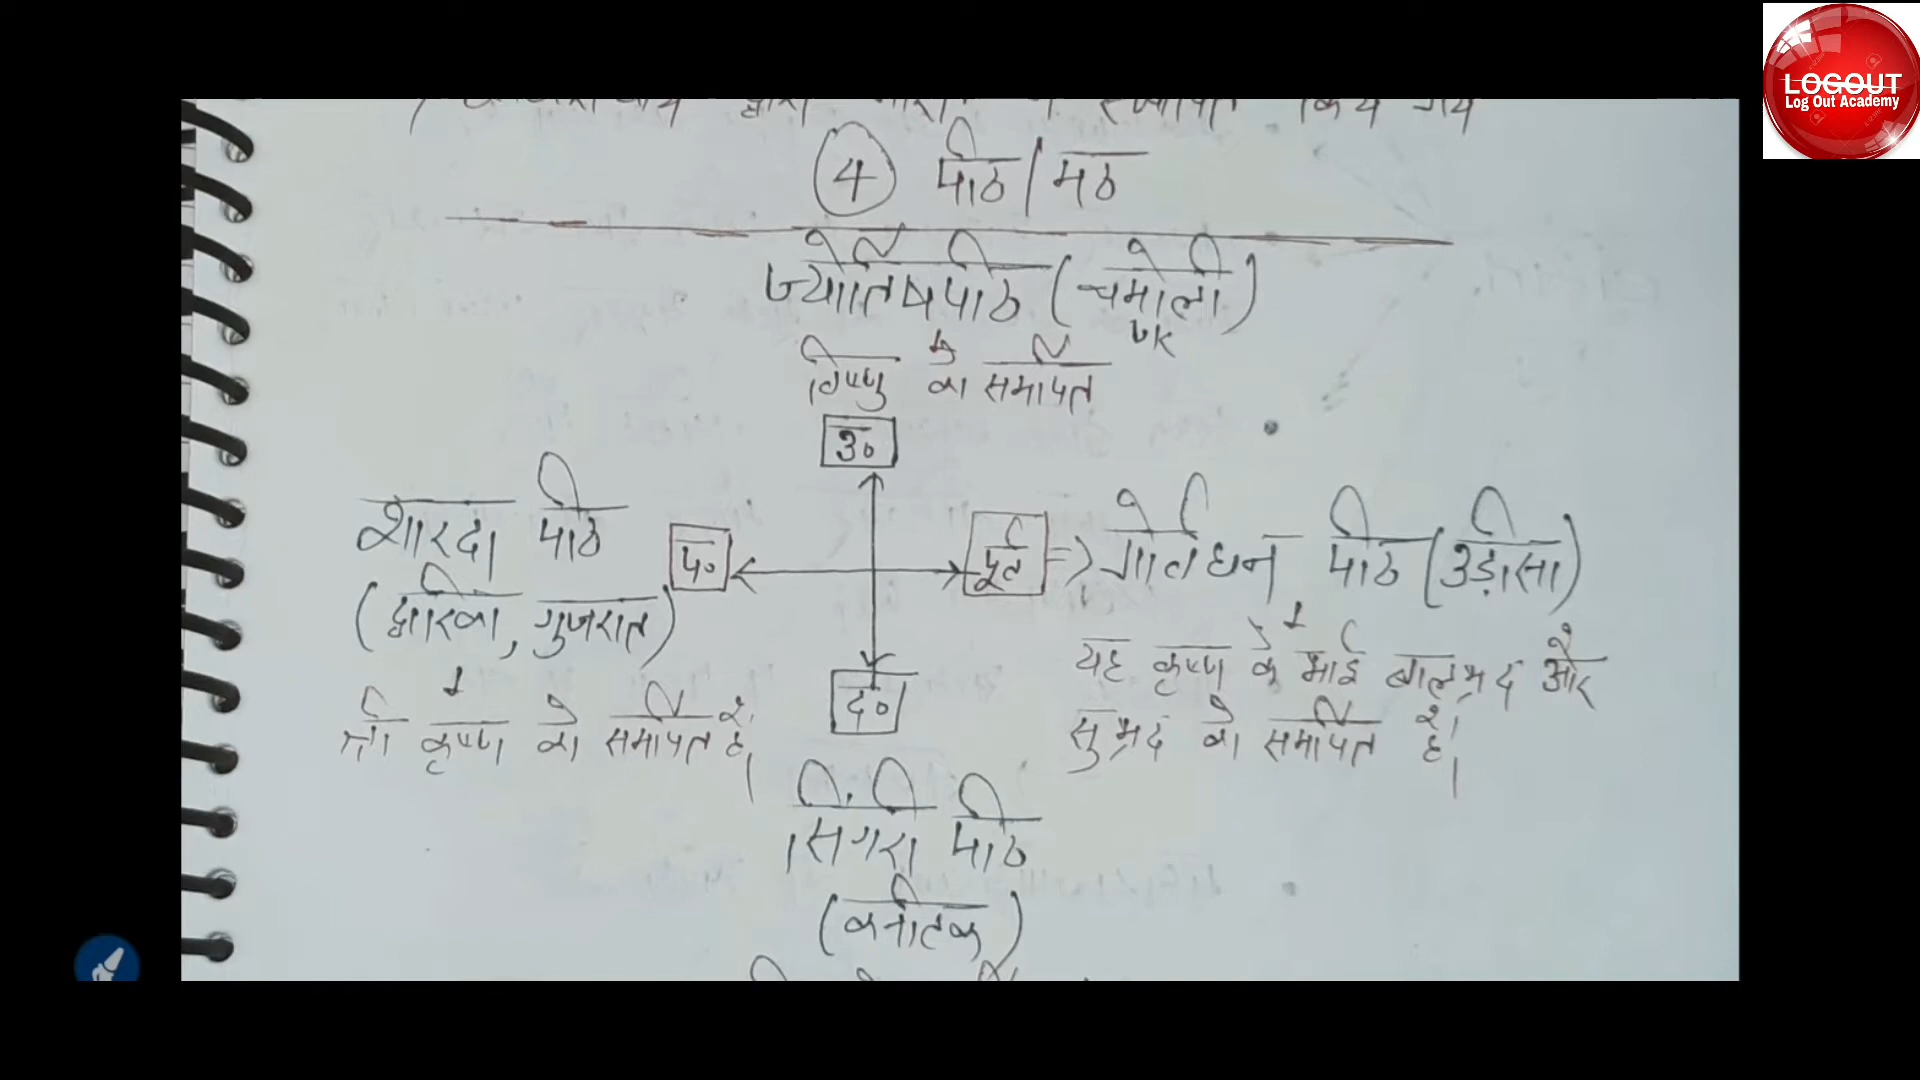 LOGOUT
Log Out Academy
द्वारा स्थापित किये गये
4 पीठ / मठ
ज्योतिषपीठ (चमोली)
UK
विष्णु को समर्पित
उ०
शारदा पीठ
प०
पूर्व => गोवर्धन पीठ (उड़ीसा)
(द्वारिका, गुजरात)
यह कृष्ण के भाई बालभद्र और
द०
कृष्ण को समर्पित है।
सुभद्र को समर्पित है।
सिंगेरी पीठ
(कर्नाटक)